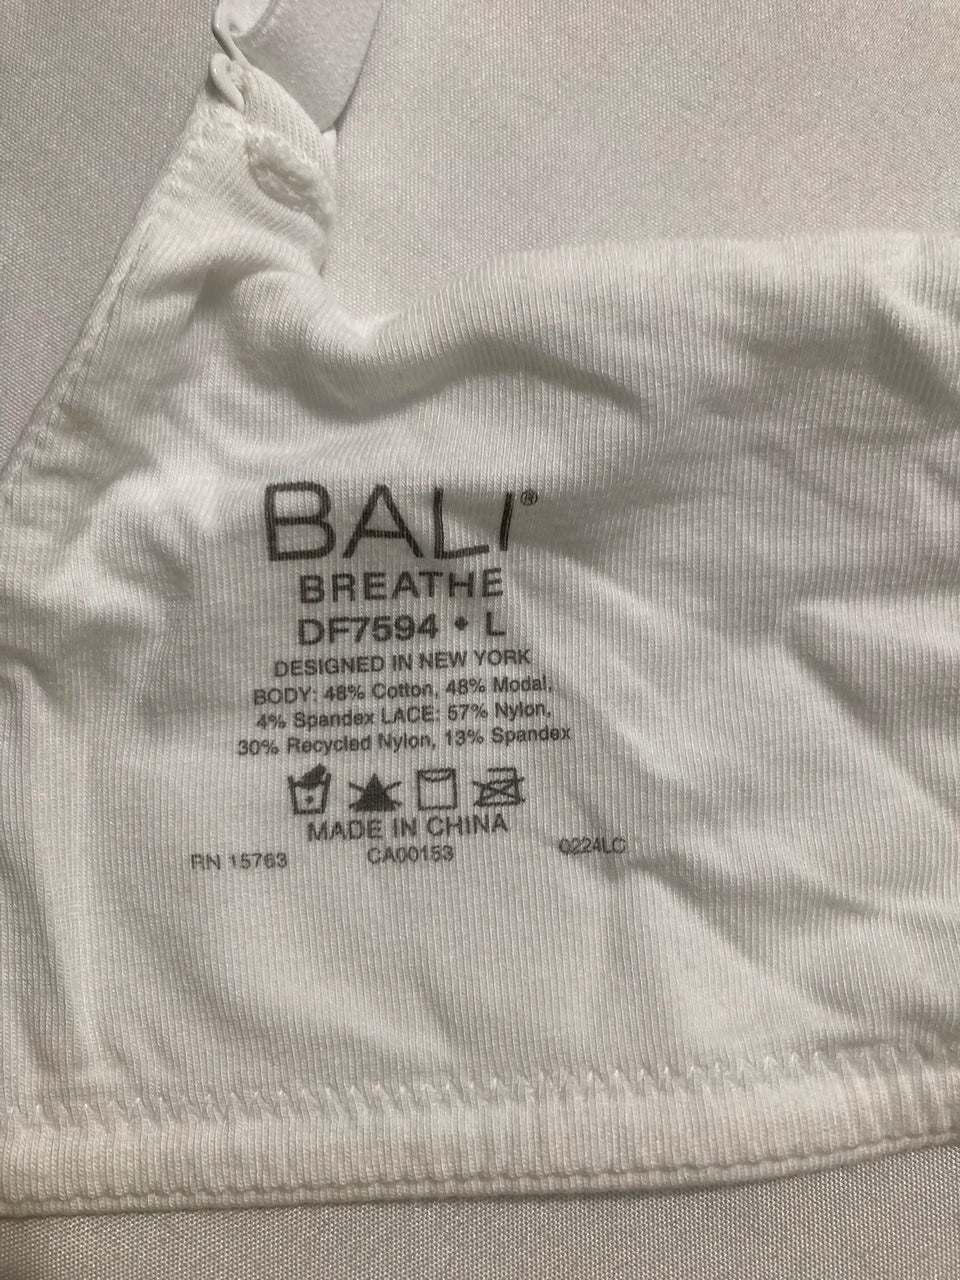 BALI®
BREATHE
DF7594 • L
DESIGNED IN NEW YORK
BODY: 48% Cotton, 48% Modal,
4% Spandex LACE: 57% Nylon,
30% Recycled Nylon, 13% Spandex
MADE IN CHINA
RN 15763 CA00153 0224LC